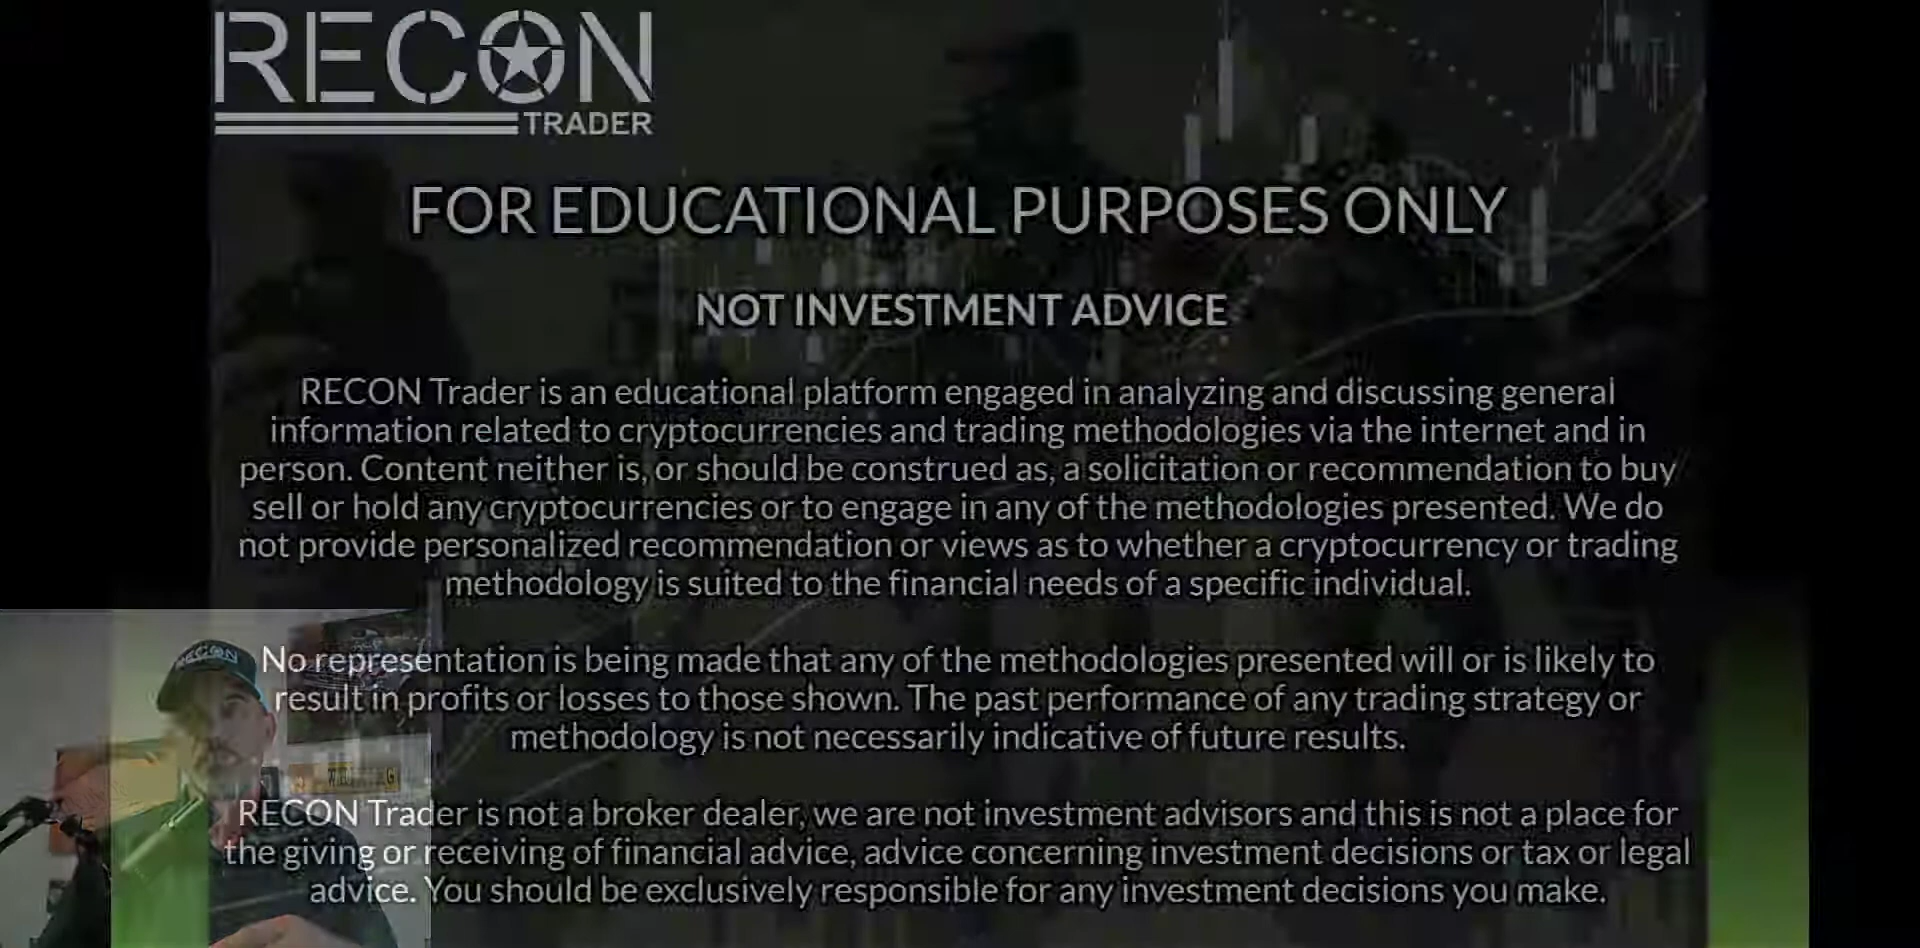 RECON
TRADER
FOR EDUCATIONAL PURPOSES ONLY
NOT INVESTMENT ADVICE
RECON Trader is an educational platform engaged in analyzing and discussing general
information related to cryptocurrencies and trading methodologies via the internet and in
person. Content neither is, or should be construed as, a solicitation or recommendation to buy
sell or hold any cryptocurrencies or to engage in any of the methodologies presented. We do
not provide personalized recommendation or views as to whether a cryptocurrency or trading
methodology is suited to the financial needs of a specific individual.
RECON
No representation is being made that any of the methodologies presented will or is likely to
result in profits or losses to those shown. The past performance of any trading strategy or
methodology is not necessarily indicative of future results.
RECON Trader is not a broker dealer, we are not investment advisors and this is not a place for
the giving or receiving of financial advice, advice concerning investment decisions or tax or legal
advice. You should be exclusively responsible for any investment decisions you make.